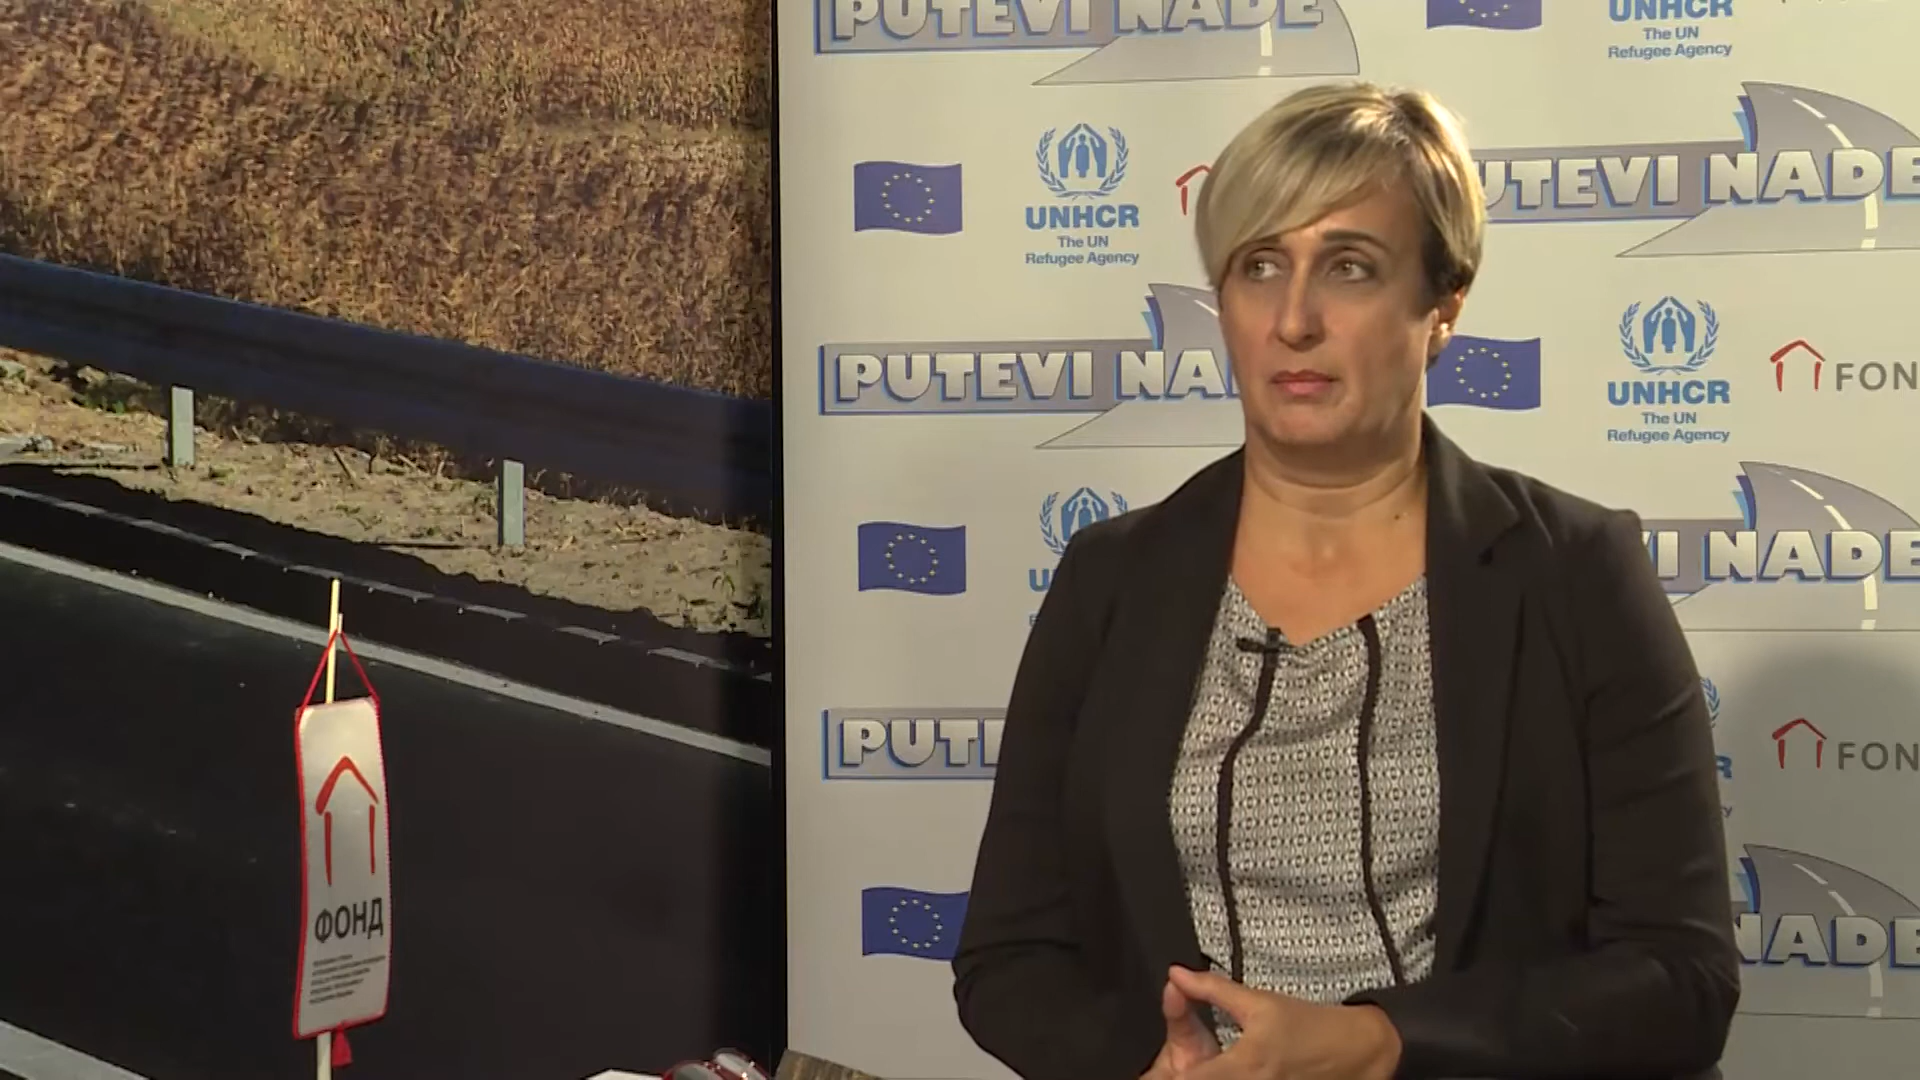 PUTEVI NADE
UNHCR
The UN
Refugee Agency
UNHCR
The UN
Refugee Agency
UTEVI NADE
PUTEVI NA
UNHCR
The UN
Refugee Agency
FON
I NADE
PUT
R
FON
NADE
ФОНД